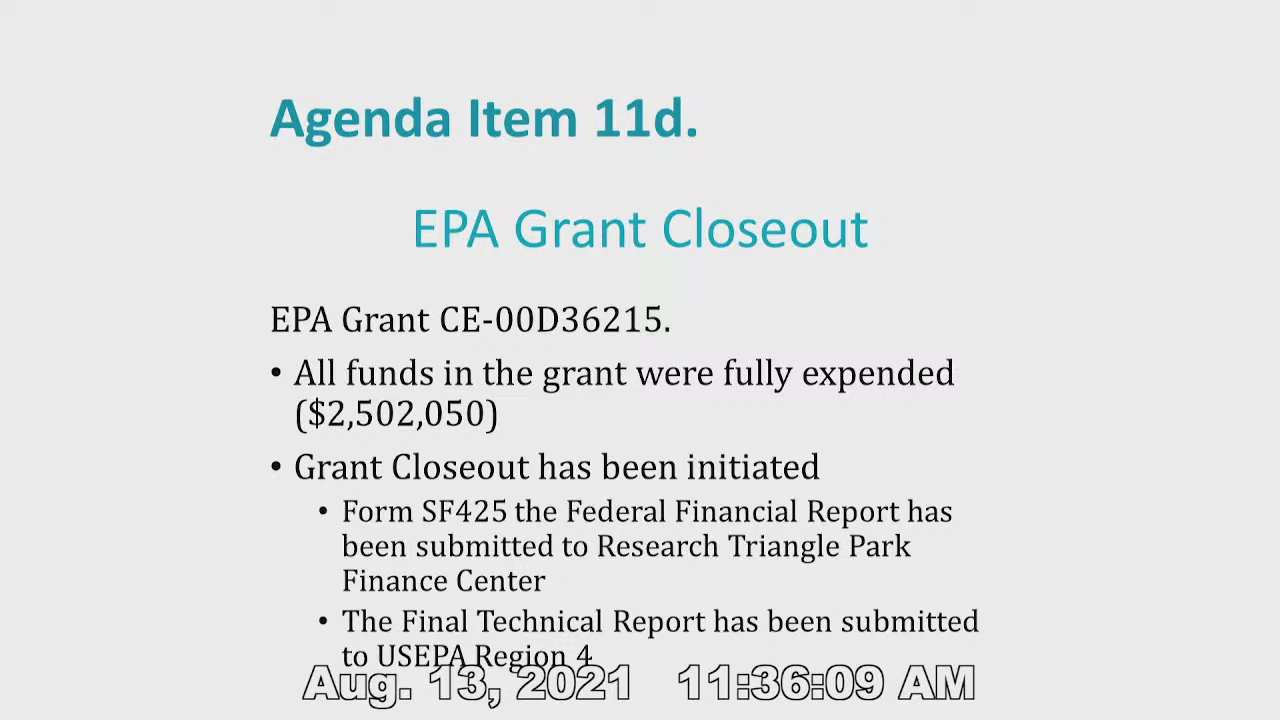 Agenda Item 11d.
EPA Grant Closeout
EPA Grant CE-00D36215.
• All funds in the grant were fully expended
($2,502,050)
• Grant Closeout has been initiated
• Form SF425 the Federal Financial Report has
been submitted to Research Triangle Park
Finance Center
• The Final Technical Report has been submitted
to USEPA Region 4
Aug. 13, 2021 11:36:09 AM